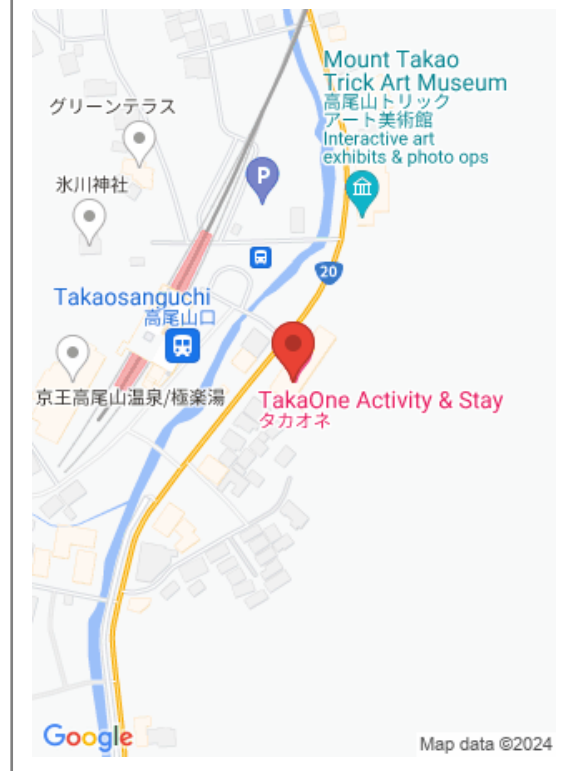 Mount Takao
Trick Art Museum
高尾山トリック
アート美術館
Interactive art
exhibits & photo ops
グリーンテラス
P
氷川神社
20
Takaosanguchi
高尾山口
京王高尾山温泉/極楽湯
TakaOne Activity & Stay
タカオネ
Google
Map data ©2024